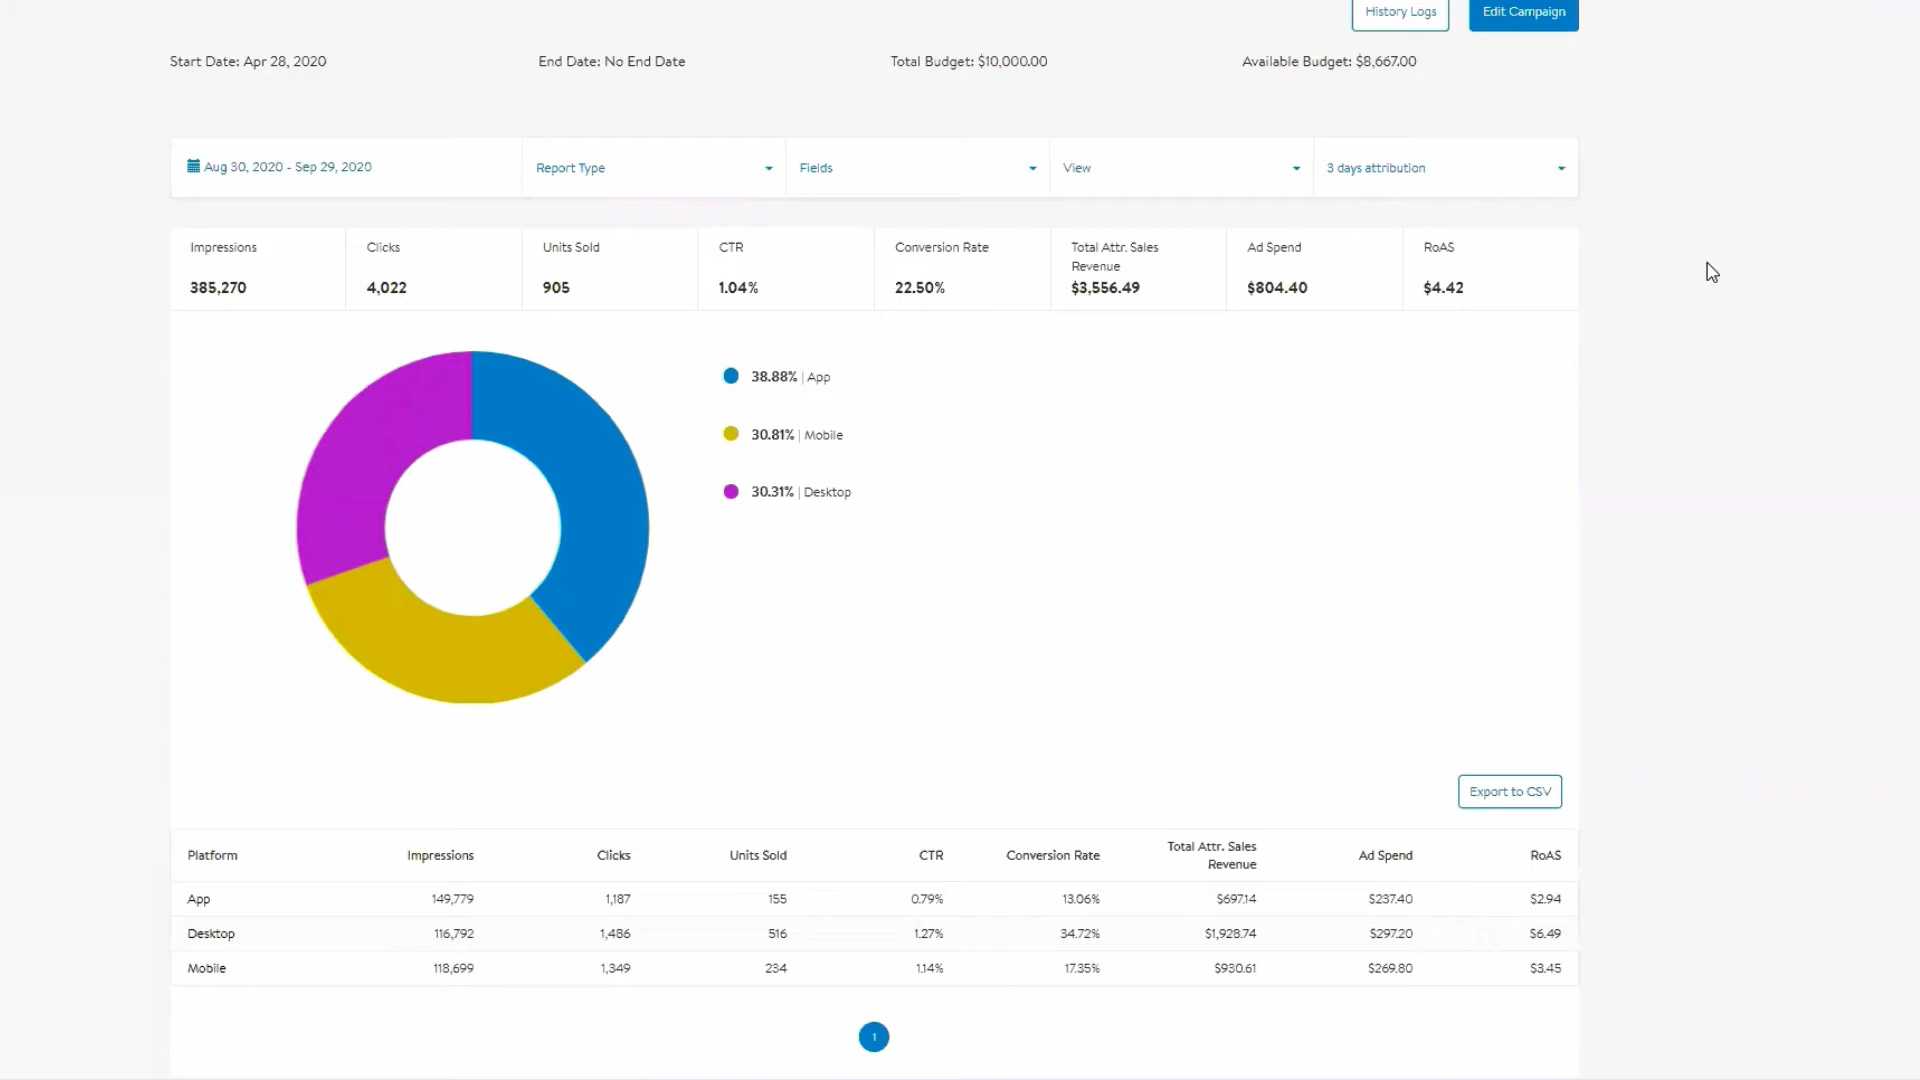 History Logs
Edit Campaign
Start Date: Apr 28, 2020
End Date: No End Date
Total Budget: $10,000.00
Available Budget: $8,667.00
Aug 30, 2020 - Sep 29, 2020
Report Type
Fields
View
3 days attribution
Impressions
385,270
Clicks
4,022
Units Sold
905
CTR
1.04%
Conversion Rate
22.50%
Total Attr. Sales
Revenue
$3,556.49
Ad Spend
$804.40
RoAS
$4.42
38.88% | App
30.81% | Mobile
30.31% | Desktop
Export to CSV
Platform Impressions Clicks Units Sold CTR Conversion Rate Total Attr. Sales Revenue Ad Spend RoAS
App 149,779 1,187 155 0.79% 13.06% $697.14 $237.40 $2.94
Desktop 116,792 1,486 516 1.27% 34.72% $1,928.74 $297.20 $6.49
Mobile 118,699 1,349 234 1.14% 17.35% $930.61 $269.80 $3.45
1